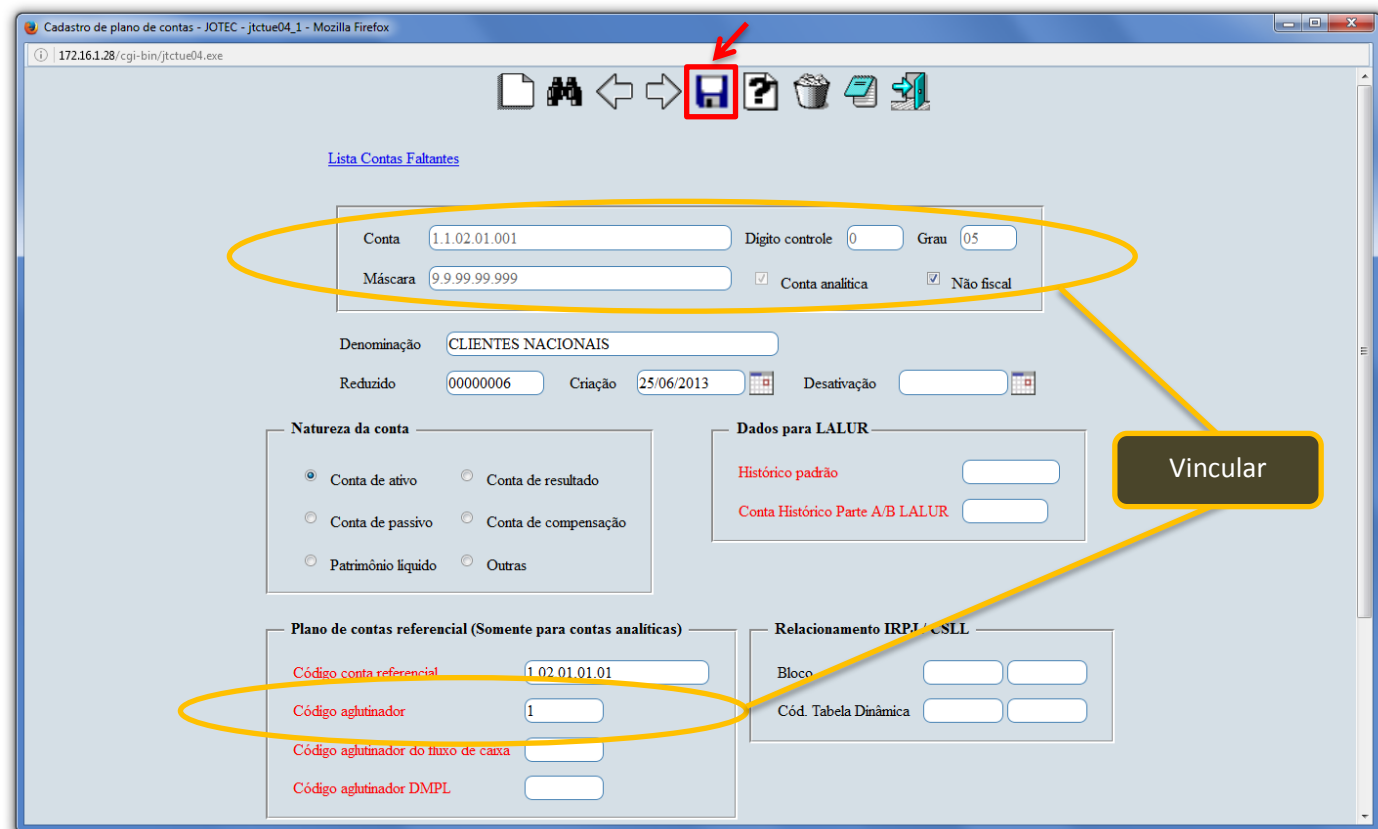 Cadastro de plano de contas - JOTEC - jtctue04_1 - Mozilla Firefox
172.16.1.28/cgi-bin/jtctue04.exe
Lista Contas Faltantes
Conta 1.1.02.01.001 Digito controle 0 Grau 05
Máscara 9.9.99.99.999 Conta analitica Não fiscal
Denominação CLIENTES NACIONAIS
Reduzido 00000006 Criação 25/06/2013 Desativação
Natureza da conta
Conta de ativo Conta de resultado
Conta de passivo Conta de compensação
Patrimônio liquido Outras
Dados para LALUR
Histórico padrão
Conta Histórico Parte A/B LALUR
Vincular
Plano de contas referencial (Somente para contas analíticas)
Código conta referencial 1.02.01.01.01
Código aglutinador 1
Código aglutinador do fluxo de caixa
Código aglutinador DMPL
Relacionamento IRPJ / CSLL
Bloco
Cód. Tabela Dinâmica